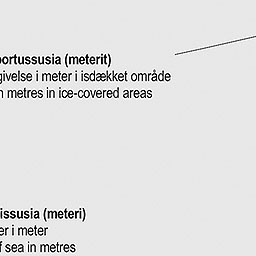 portussusia (meterit)
givelse i meter i isdækket område
n metres in ice-covered areas
issusia (meteri)
er i meter
f sea in metres